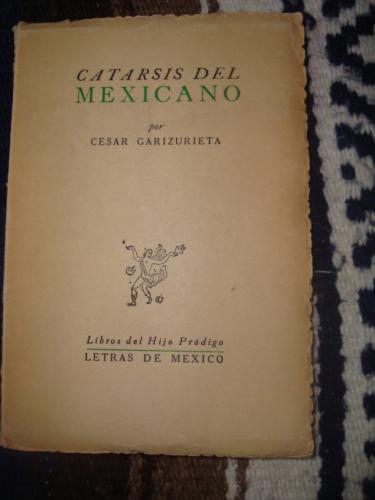 CATARSIS DEL
MEXICANO
por
CESAR GARIZURIETA
Libros del Hijo Pródigo
LETRAS DE MEXICO